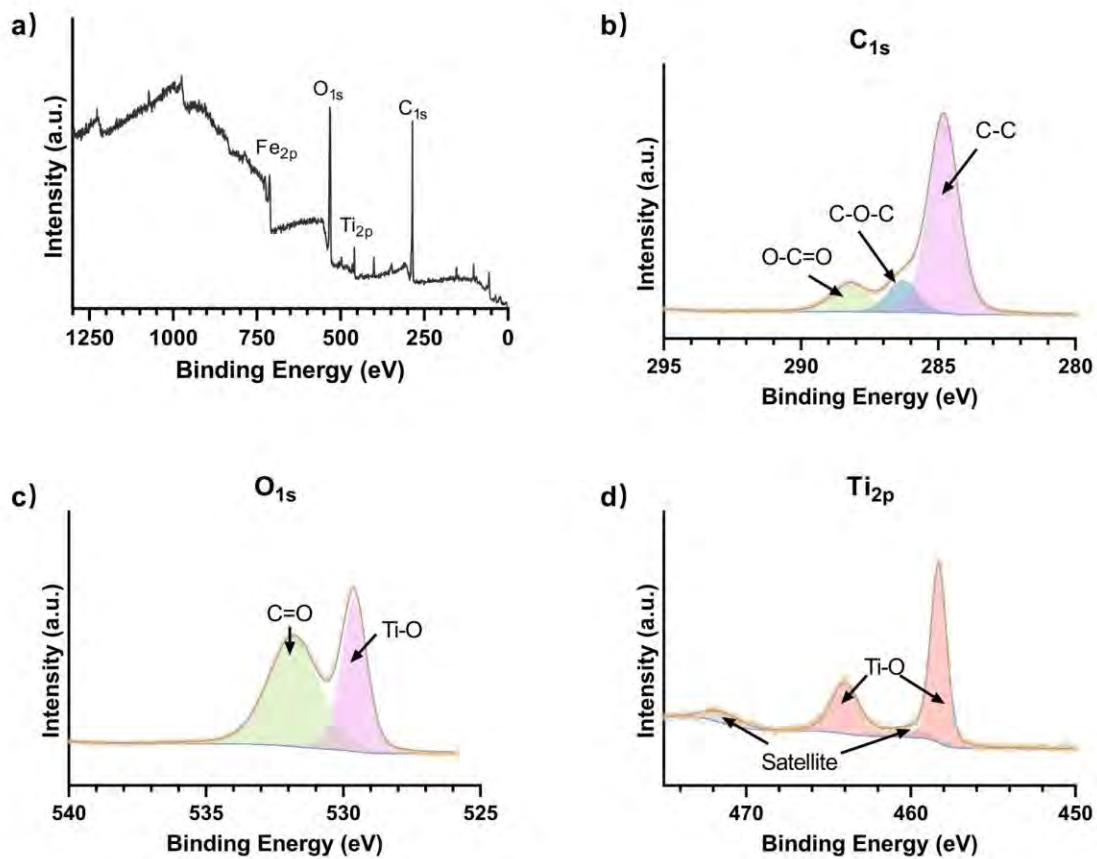 a)
O1s
C1s
Fe2p
Ti2p
Intensity (a.u.)
1250 1000 750 500 250 0
Binding Energy (eV)
b)
C1s
C-C
C-O-C
O-C=O
Intensity (a.u.)
295 290 285 280
Binding Energy (eV)
c)
O1s
C=O
Ti-O
Intensity (a.u.)
540 535 530 525
Binding Energy (eV)
d)
Ti2p
Ti-O
Satellite
Intensity (a.u.)
470 460 450
Binding Energy (eV)